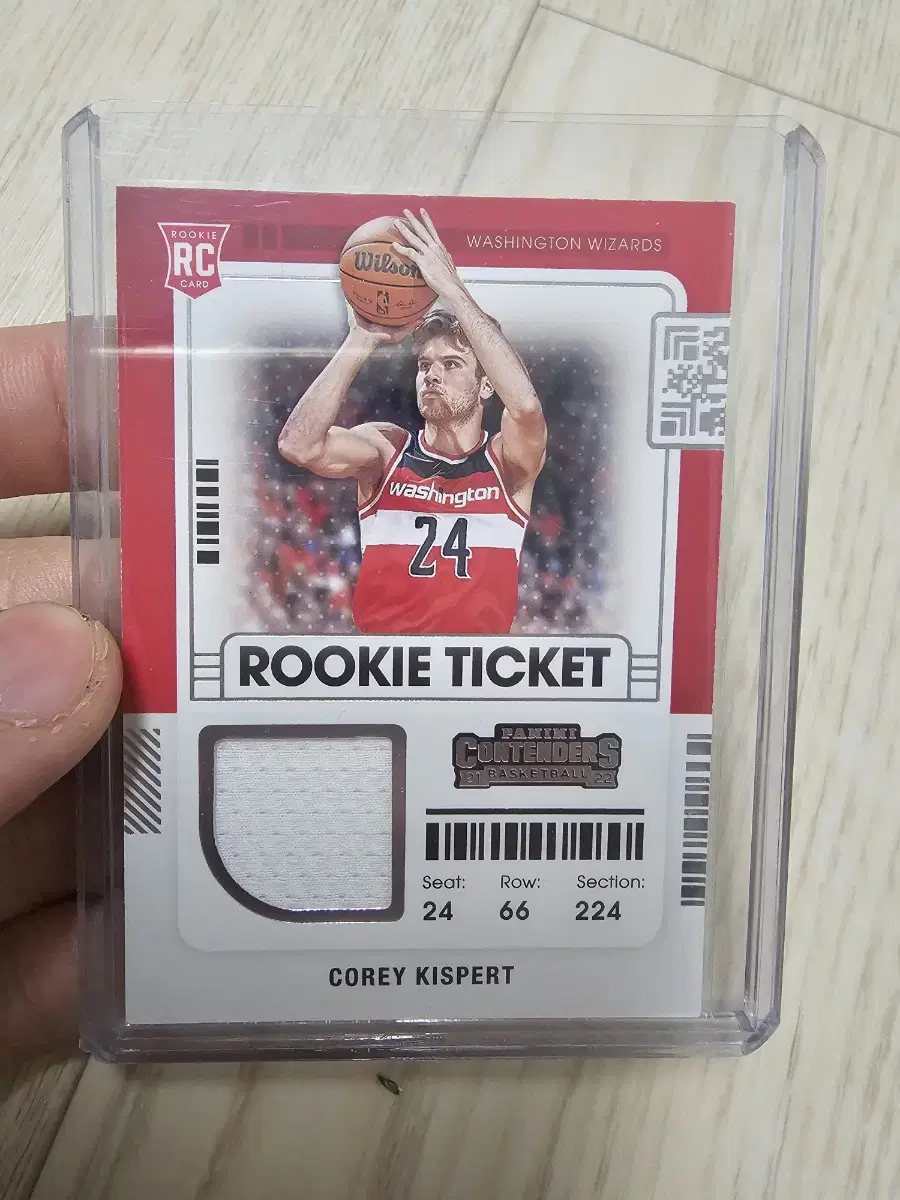 ROOKIE
RC
CARD
WASHINGTON WIZARDS
Wilson
washington
24
ROOKIE TICKET
PANINI
CONTENDERS
21 BASKETBALL 22
Seat: Row: Section:
24 66 224
COREY KISPERT